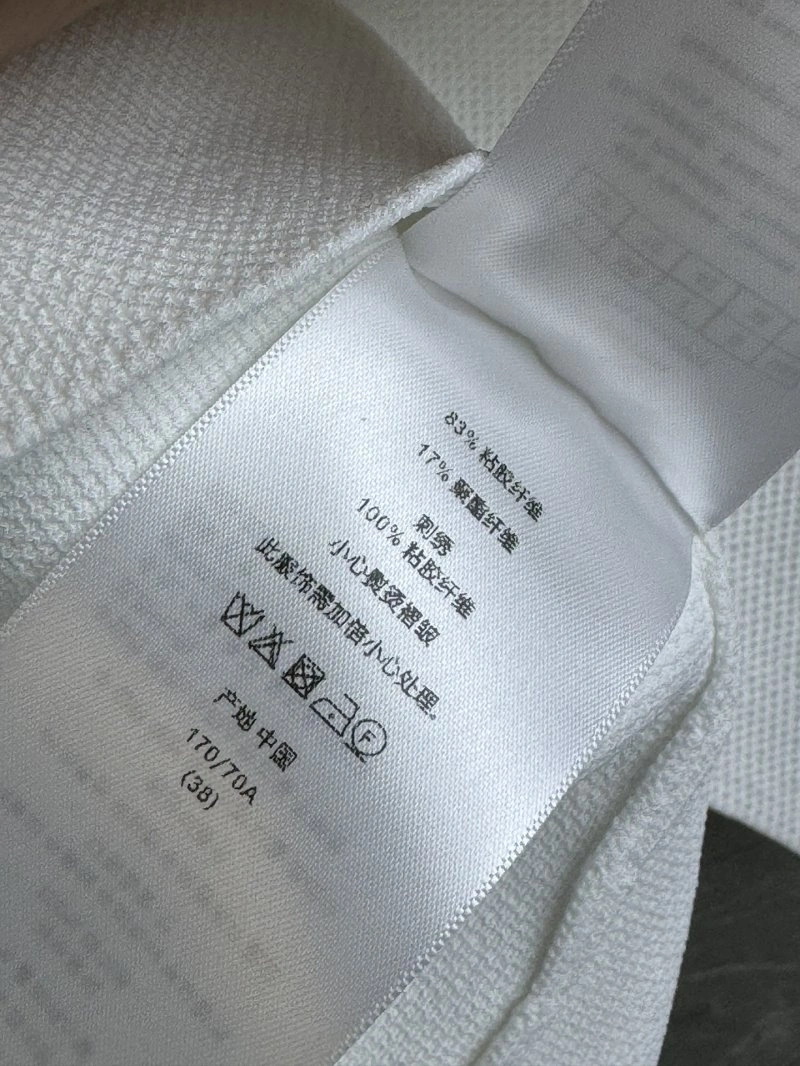 83% 粘胶纤维
17% 聚酯纤维
刺绣
100% 粘胶纤维
小心熨烫褶皱
此服饰需加倍小心处理。
F
产地 中国
170/70A
(38)